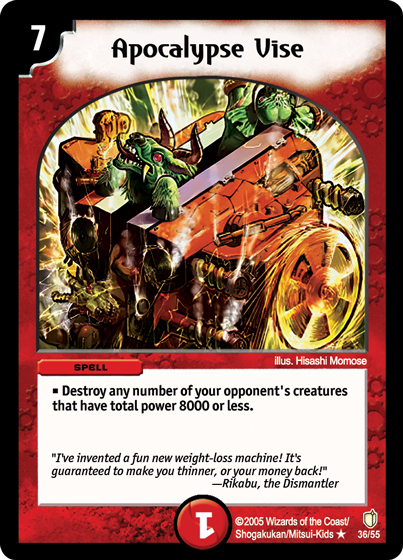 7
Apocalypse Vise
illus. Hisashi Momose
SPELL
▪ Destroy any number of your opponent's creatures
that have total power 8000 or less.
"I've invented a fun new weight-loss machine! It's
guaranteed to make you thinner, or your money back!"
—Rikabu, the Dismantler
1
©2005 Wizards of the Coast/
Shogakukan/Mitsui-Kids ★ 36/55